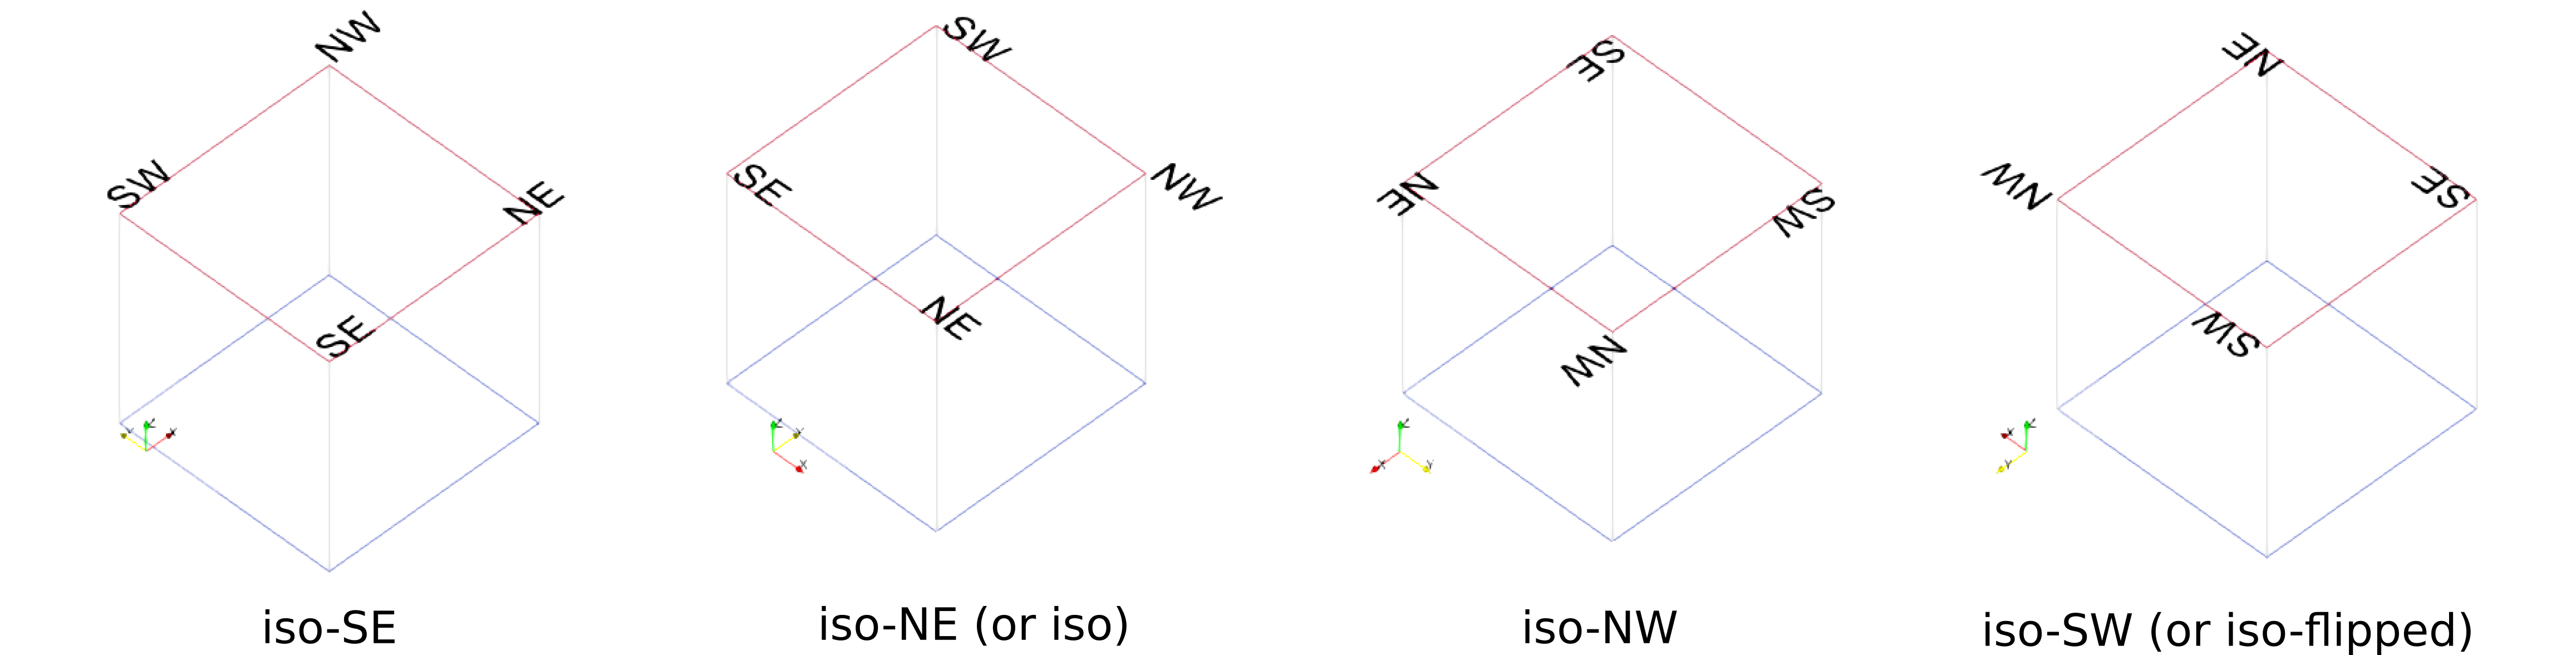 NW
SW
NE
SE
iso-SE
SW
SE
NW
NE
X
iso-NE (or iso)
SE
NE
SW
NW
X
Y
iso-NW
NE
NW
SE
SW
X
Y
iso-SW (or iso-flipped)